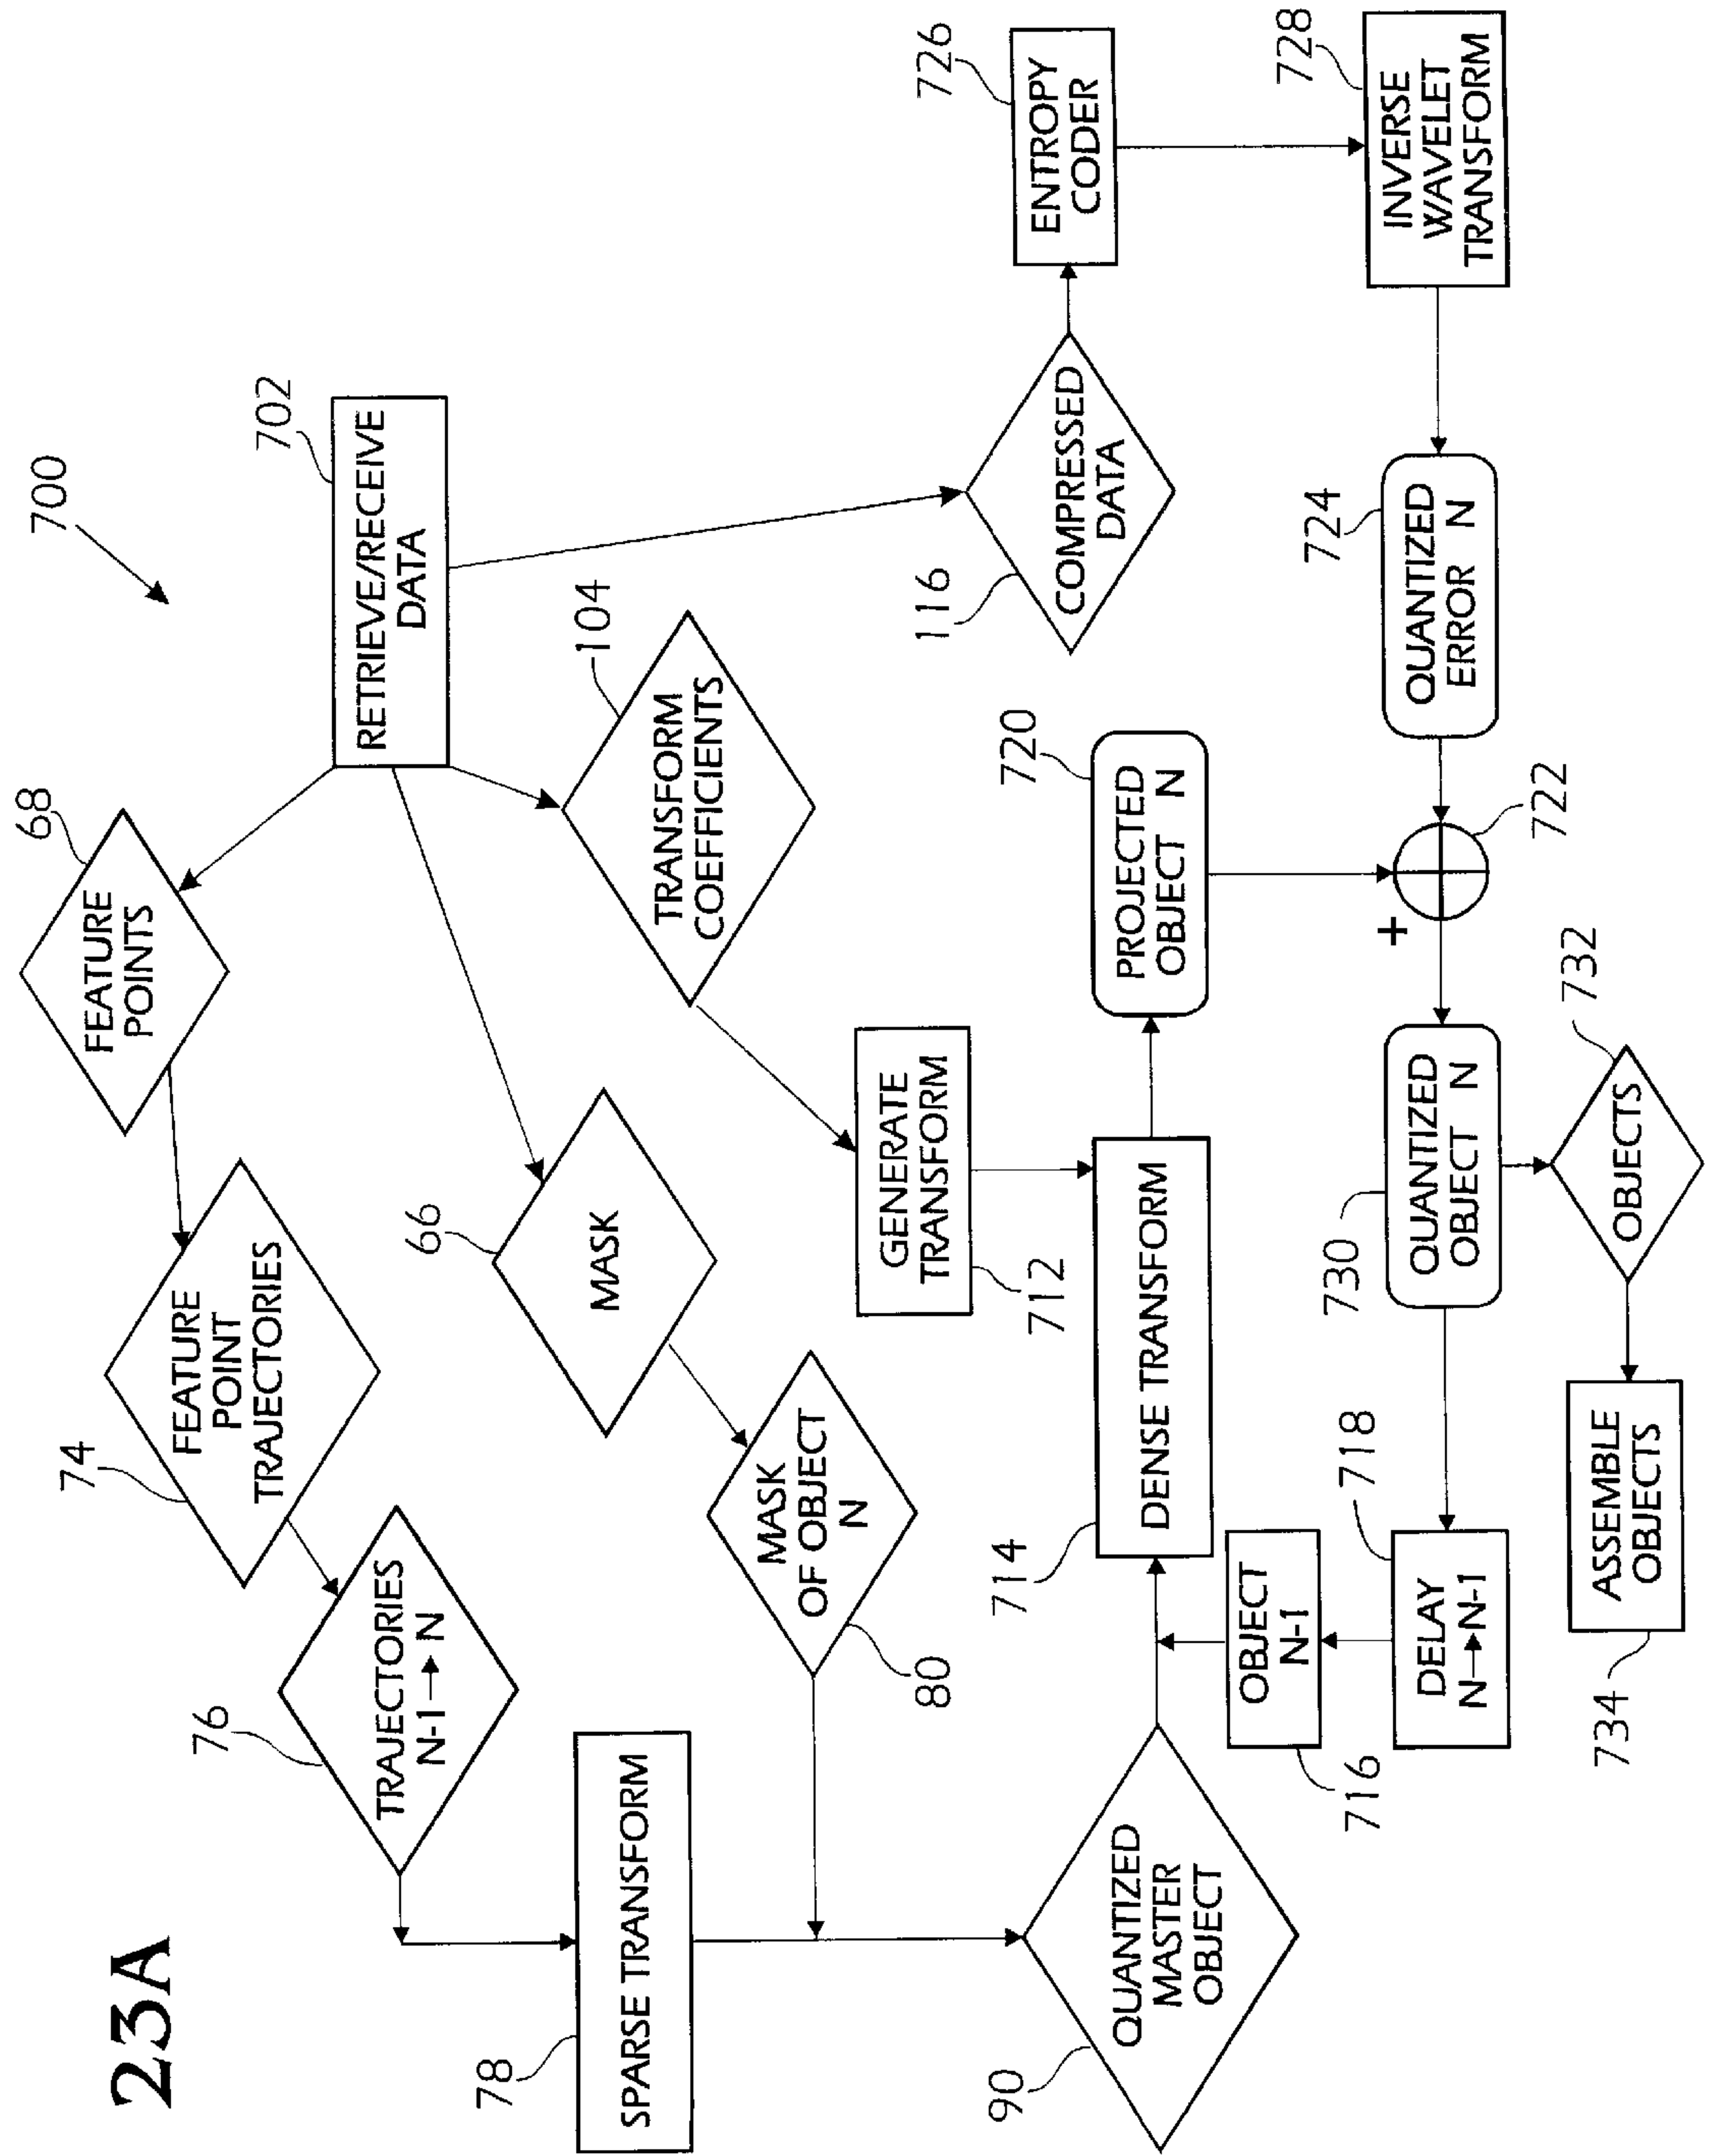 23A
700
RETRIEVE/RECEIVE
DATA
702
FEATURE
POINTS
68
FEATURE
POINT
TRAJECTORIES
74
TRAJECTORIES
N-1→N
76
SPARSE TRANSFORM
78
MASK
66
MASK
OF OBJECT
N
80
TRANSFORM
COEFFICIENTS
104
GENERATE
TRANSFORM
712
COMPRESSED
DATA
116
ENTROPY
CODER
726
INVERSE
WAVELET
TRANSFORM
728
QUANTIZED
MASTER
OBJECT
90
DENSE TRANSFORM
714
PROJECTED
OBJECT N
720
QUANTIZED
ERROR N
724
+
722
QUANTIZED
OBJECT N
730
OBJECT
N-1
716
DELAY
N→N-1
718
OBJECTS
732
ASSEMBLE
OBJECTS
734